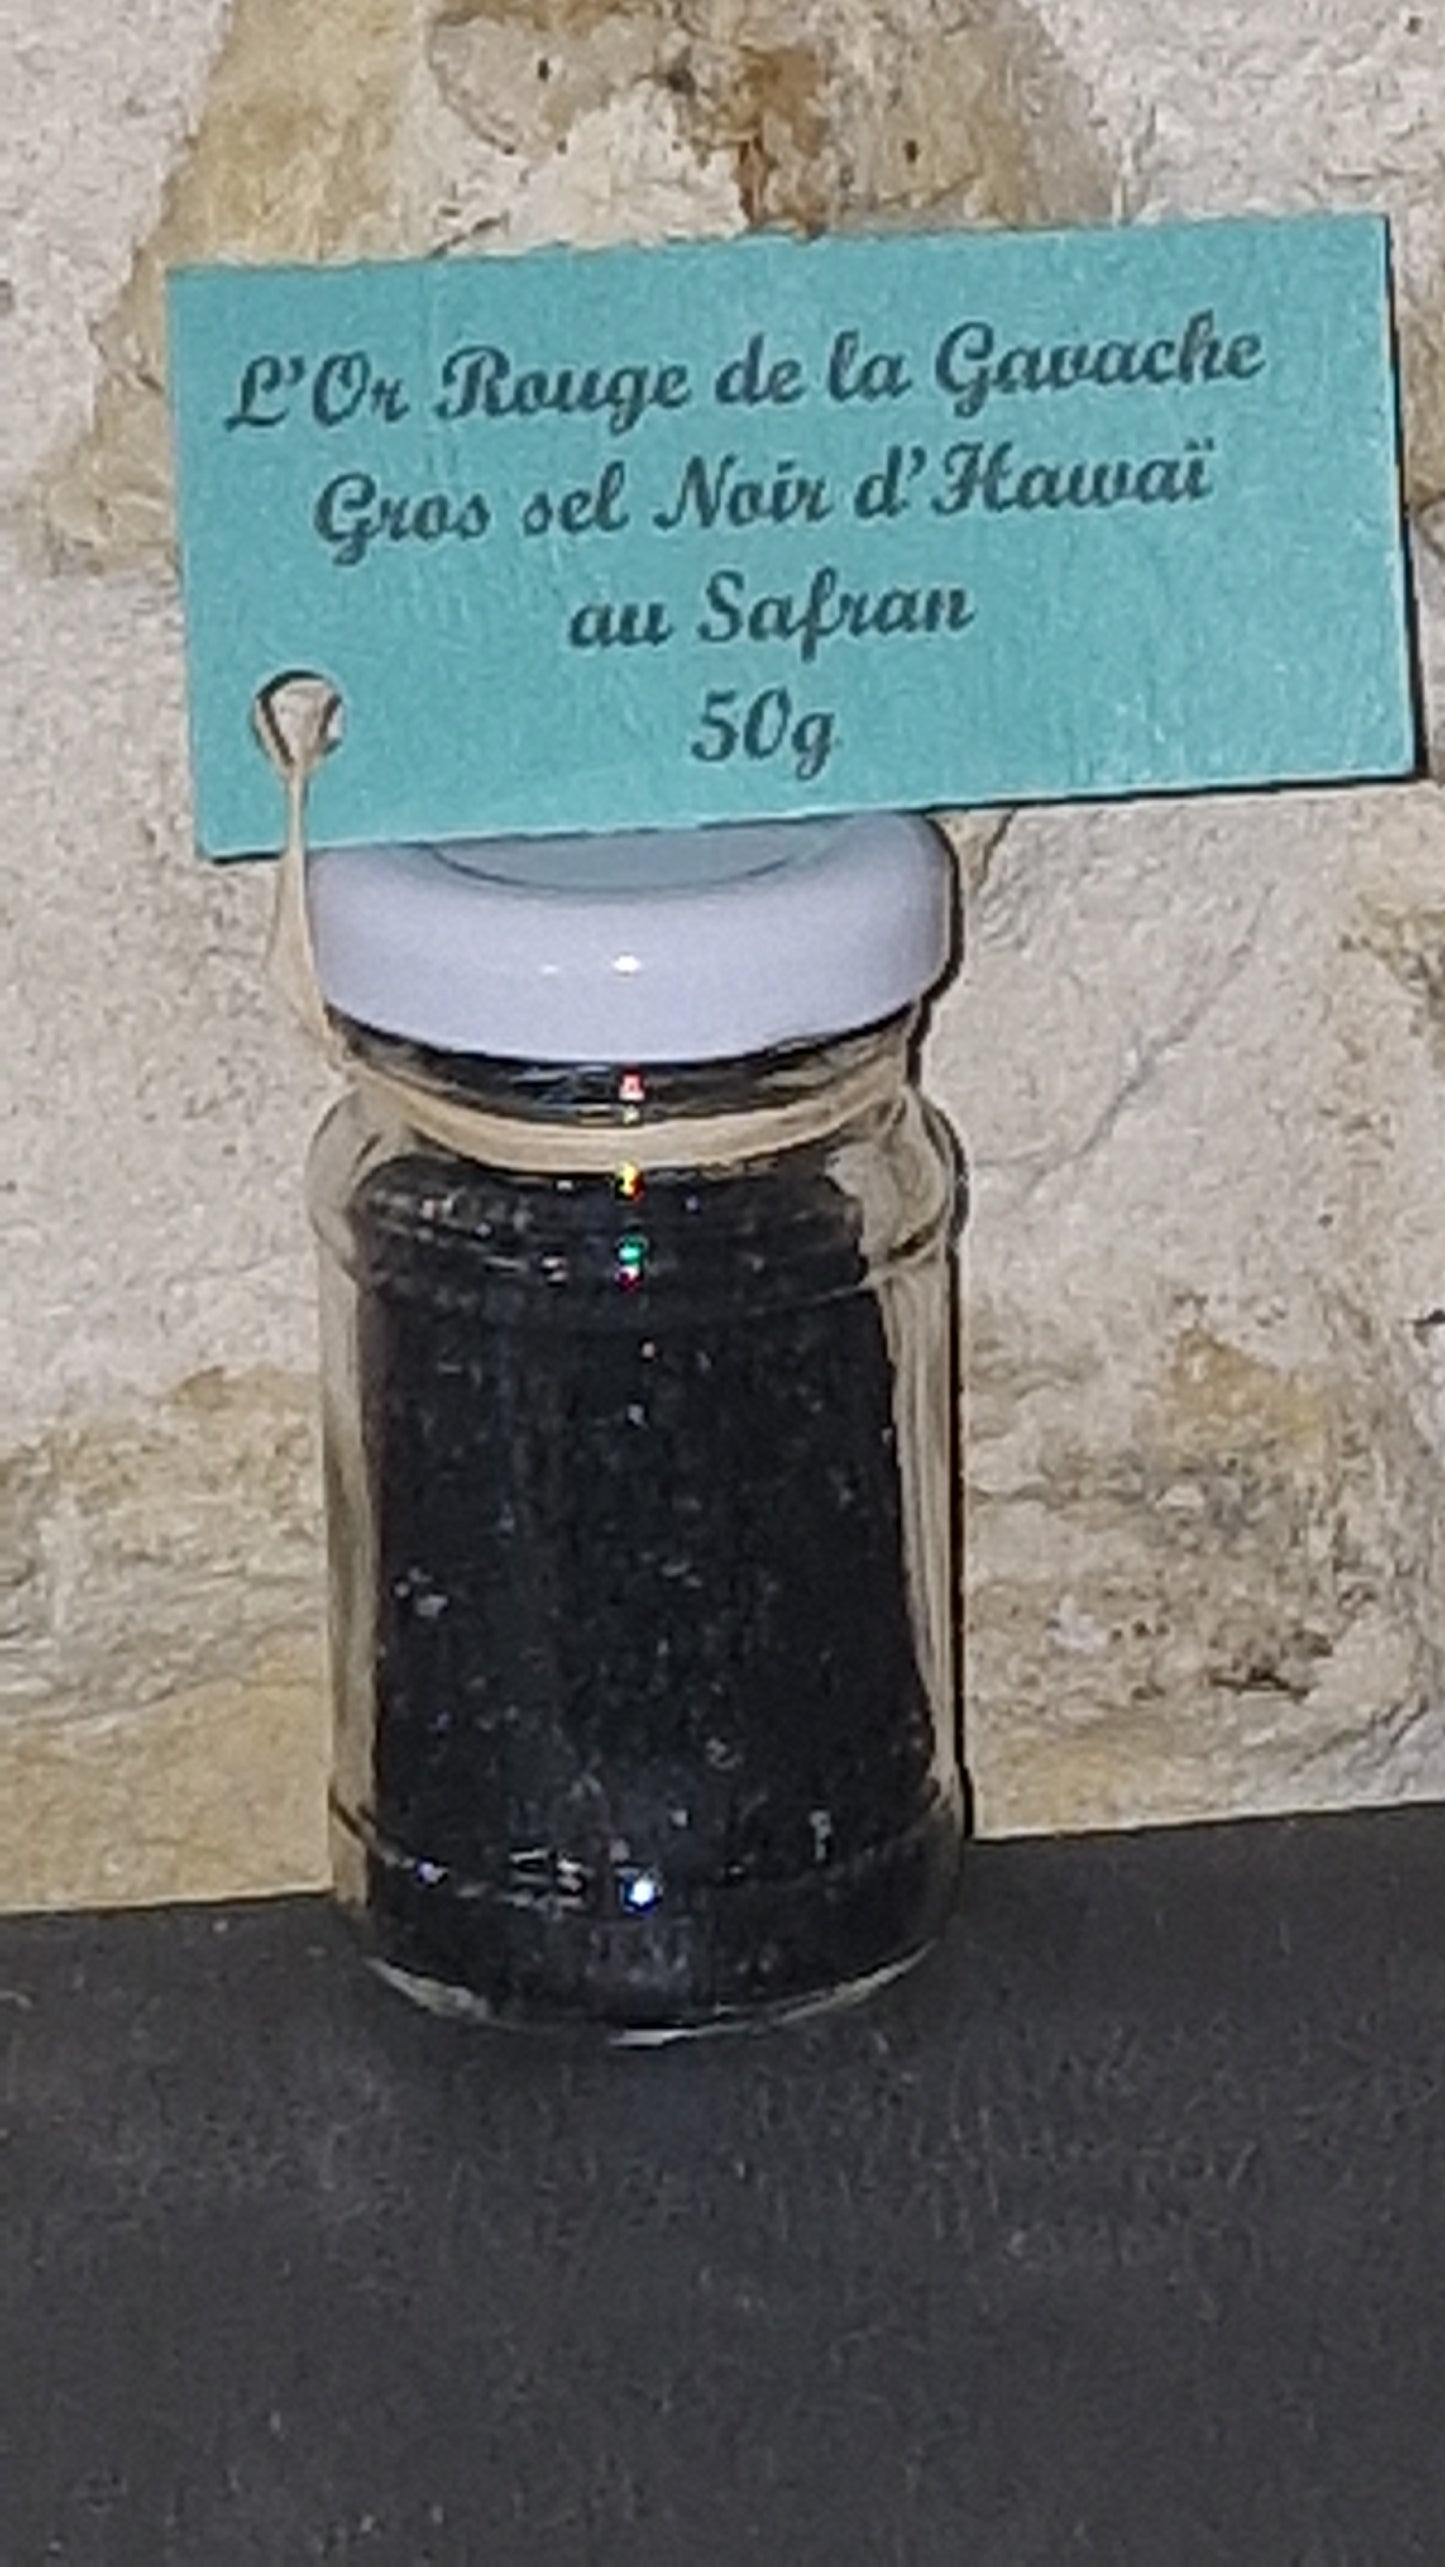 L'Or Rouge de la Gavache
Gros sel Noir d'Hawaï
au Safran
50g